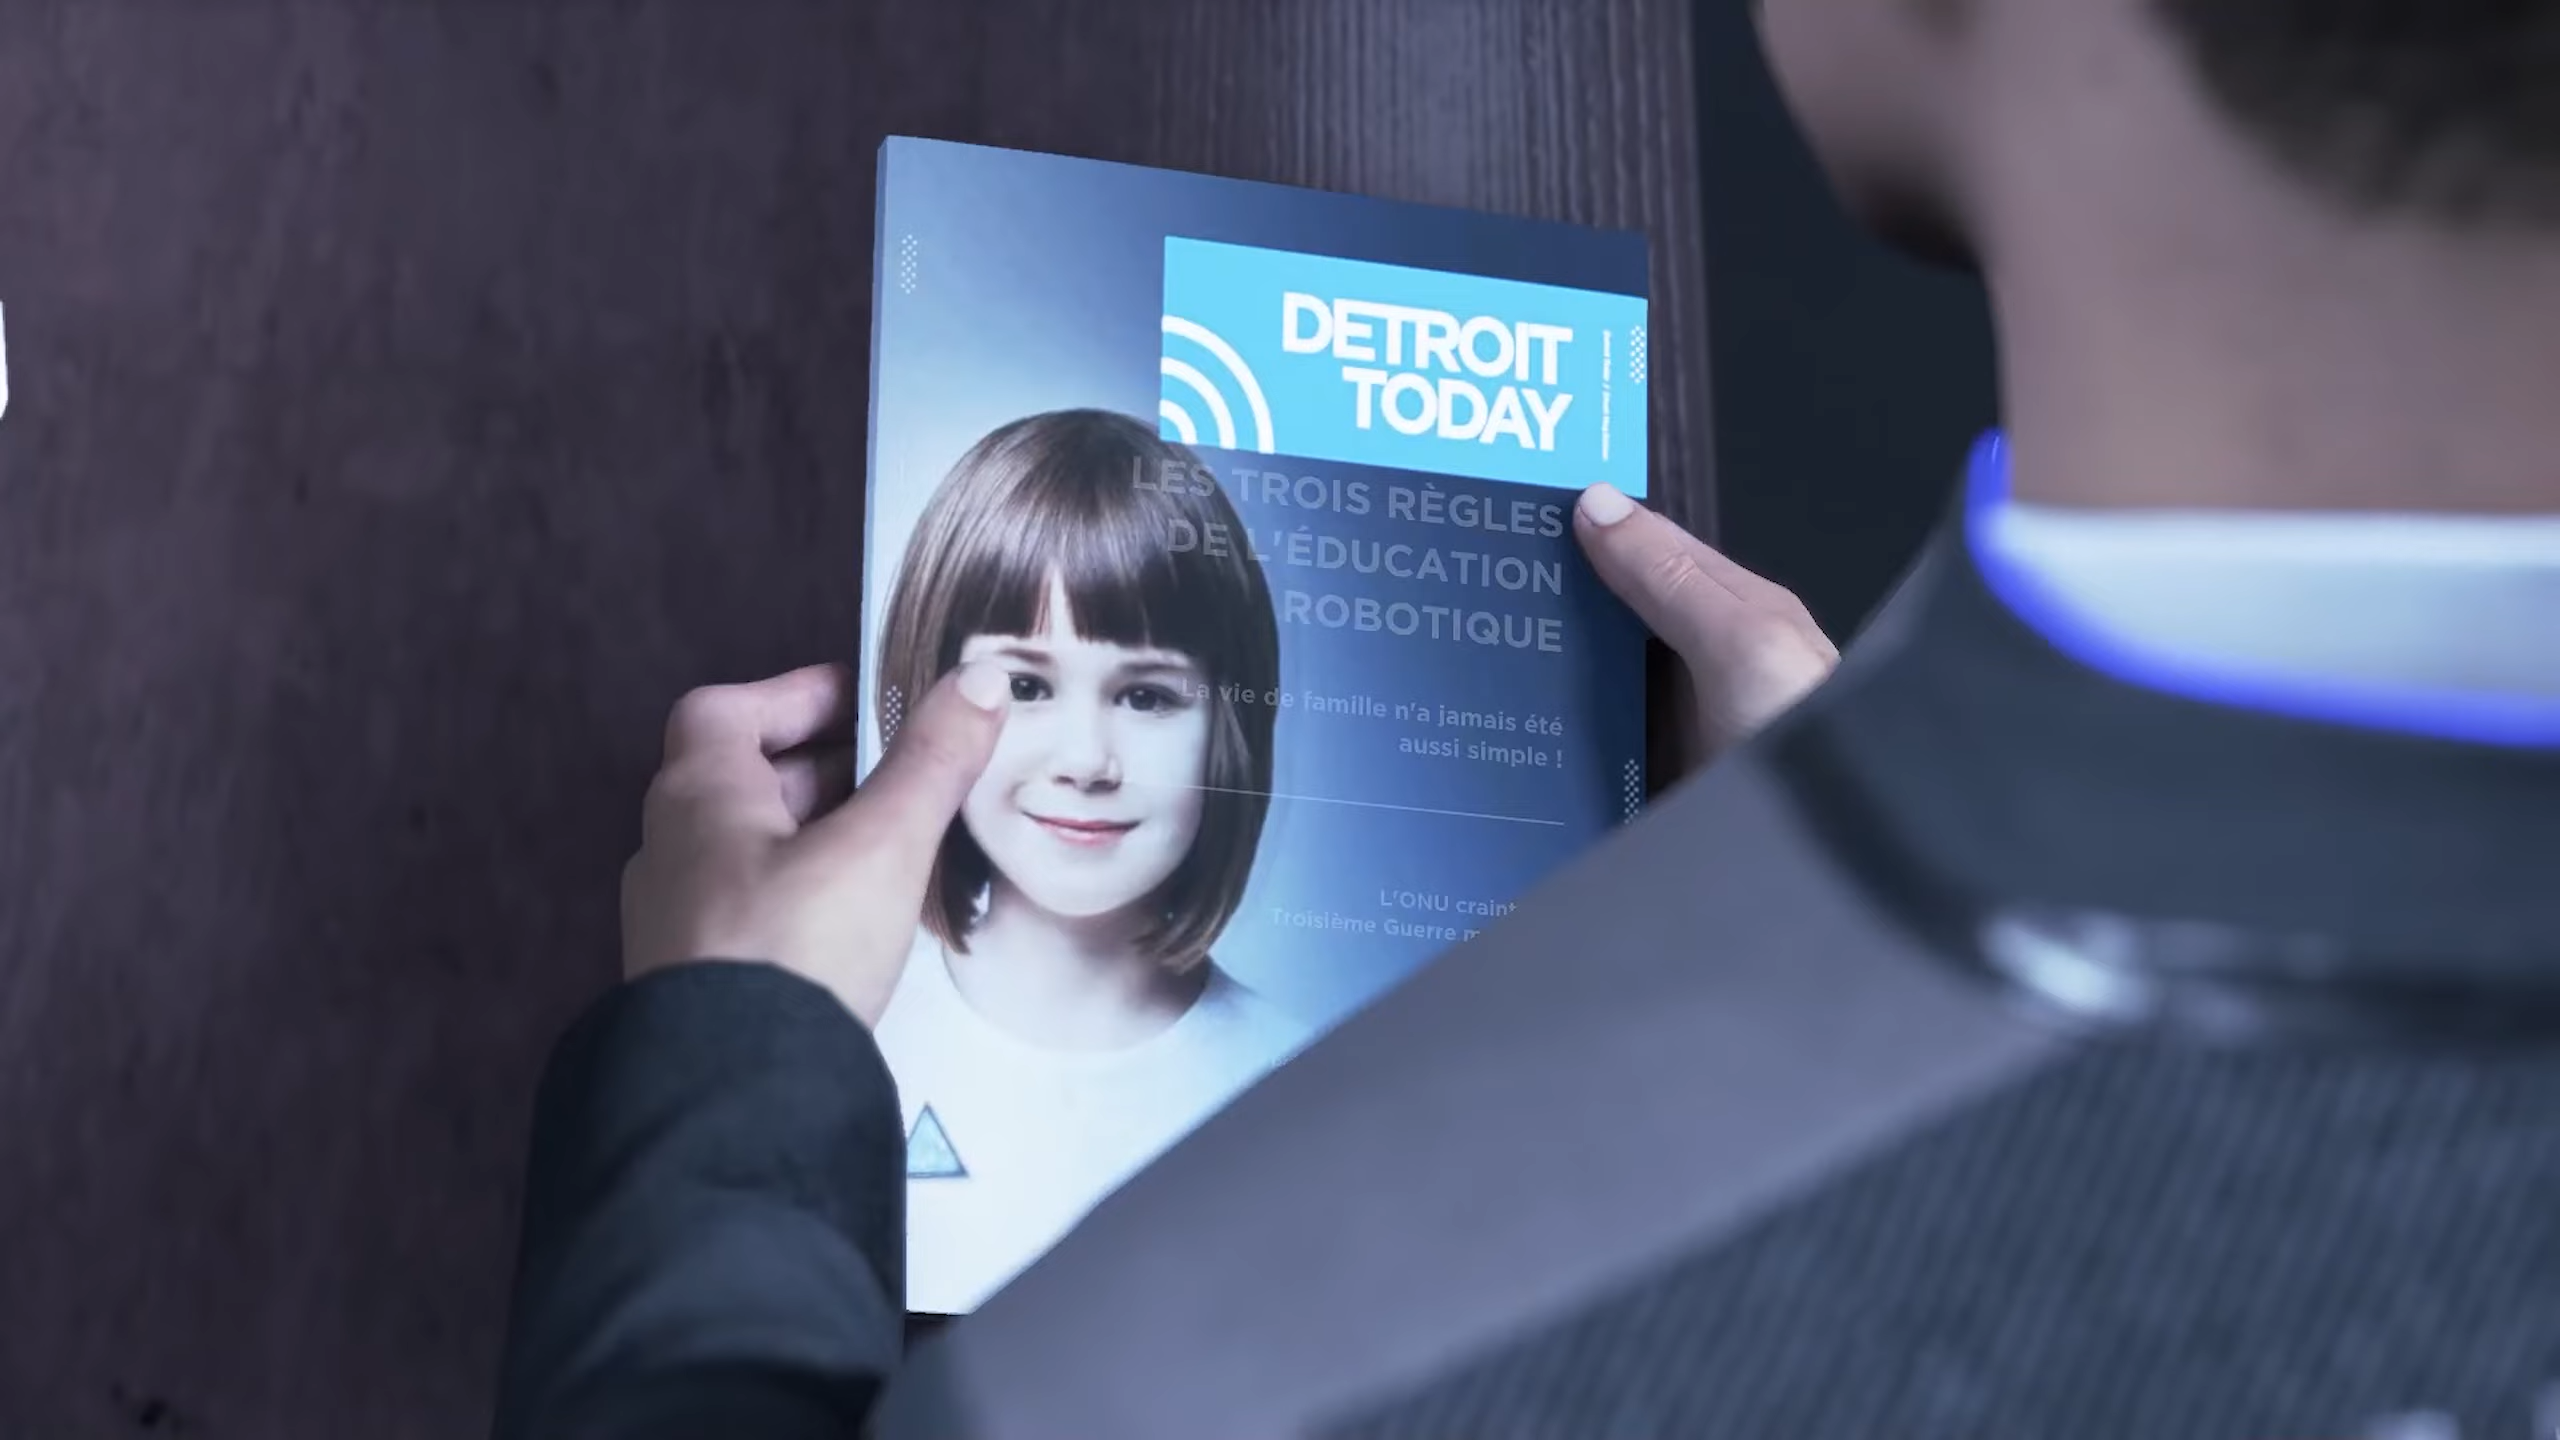 DETROIT
TODAY
LES TROIS RÈGLES
DE L'ÉDUCATION
ROBOTIQUE
La vie de famille n'a jamais été
aussi simple !
L'ONU craint
Troisième Guerre